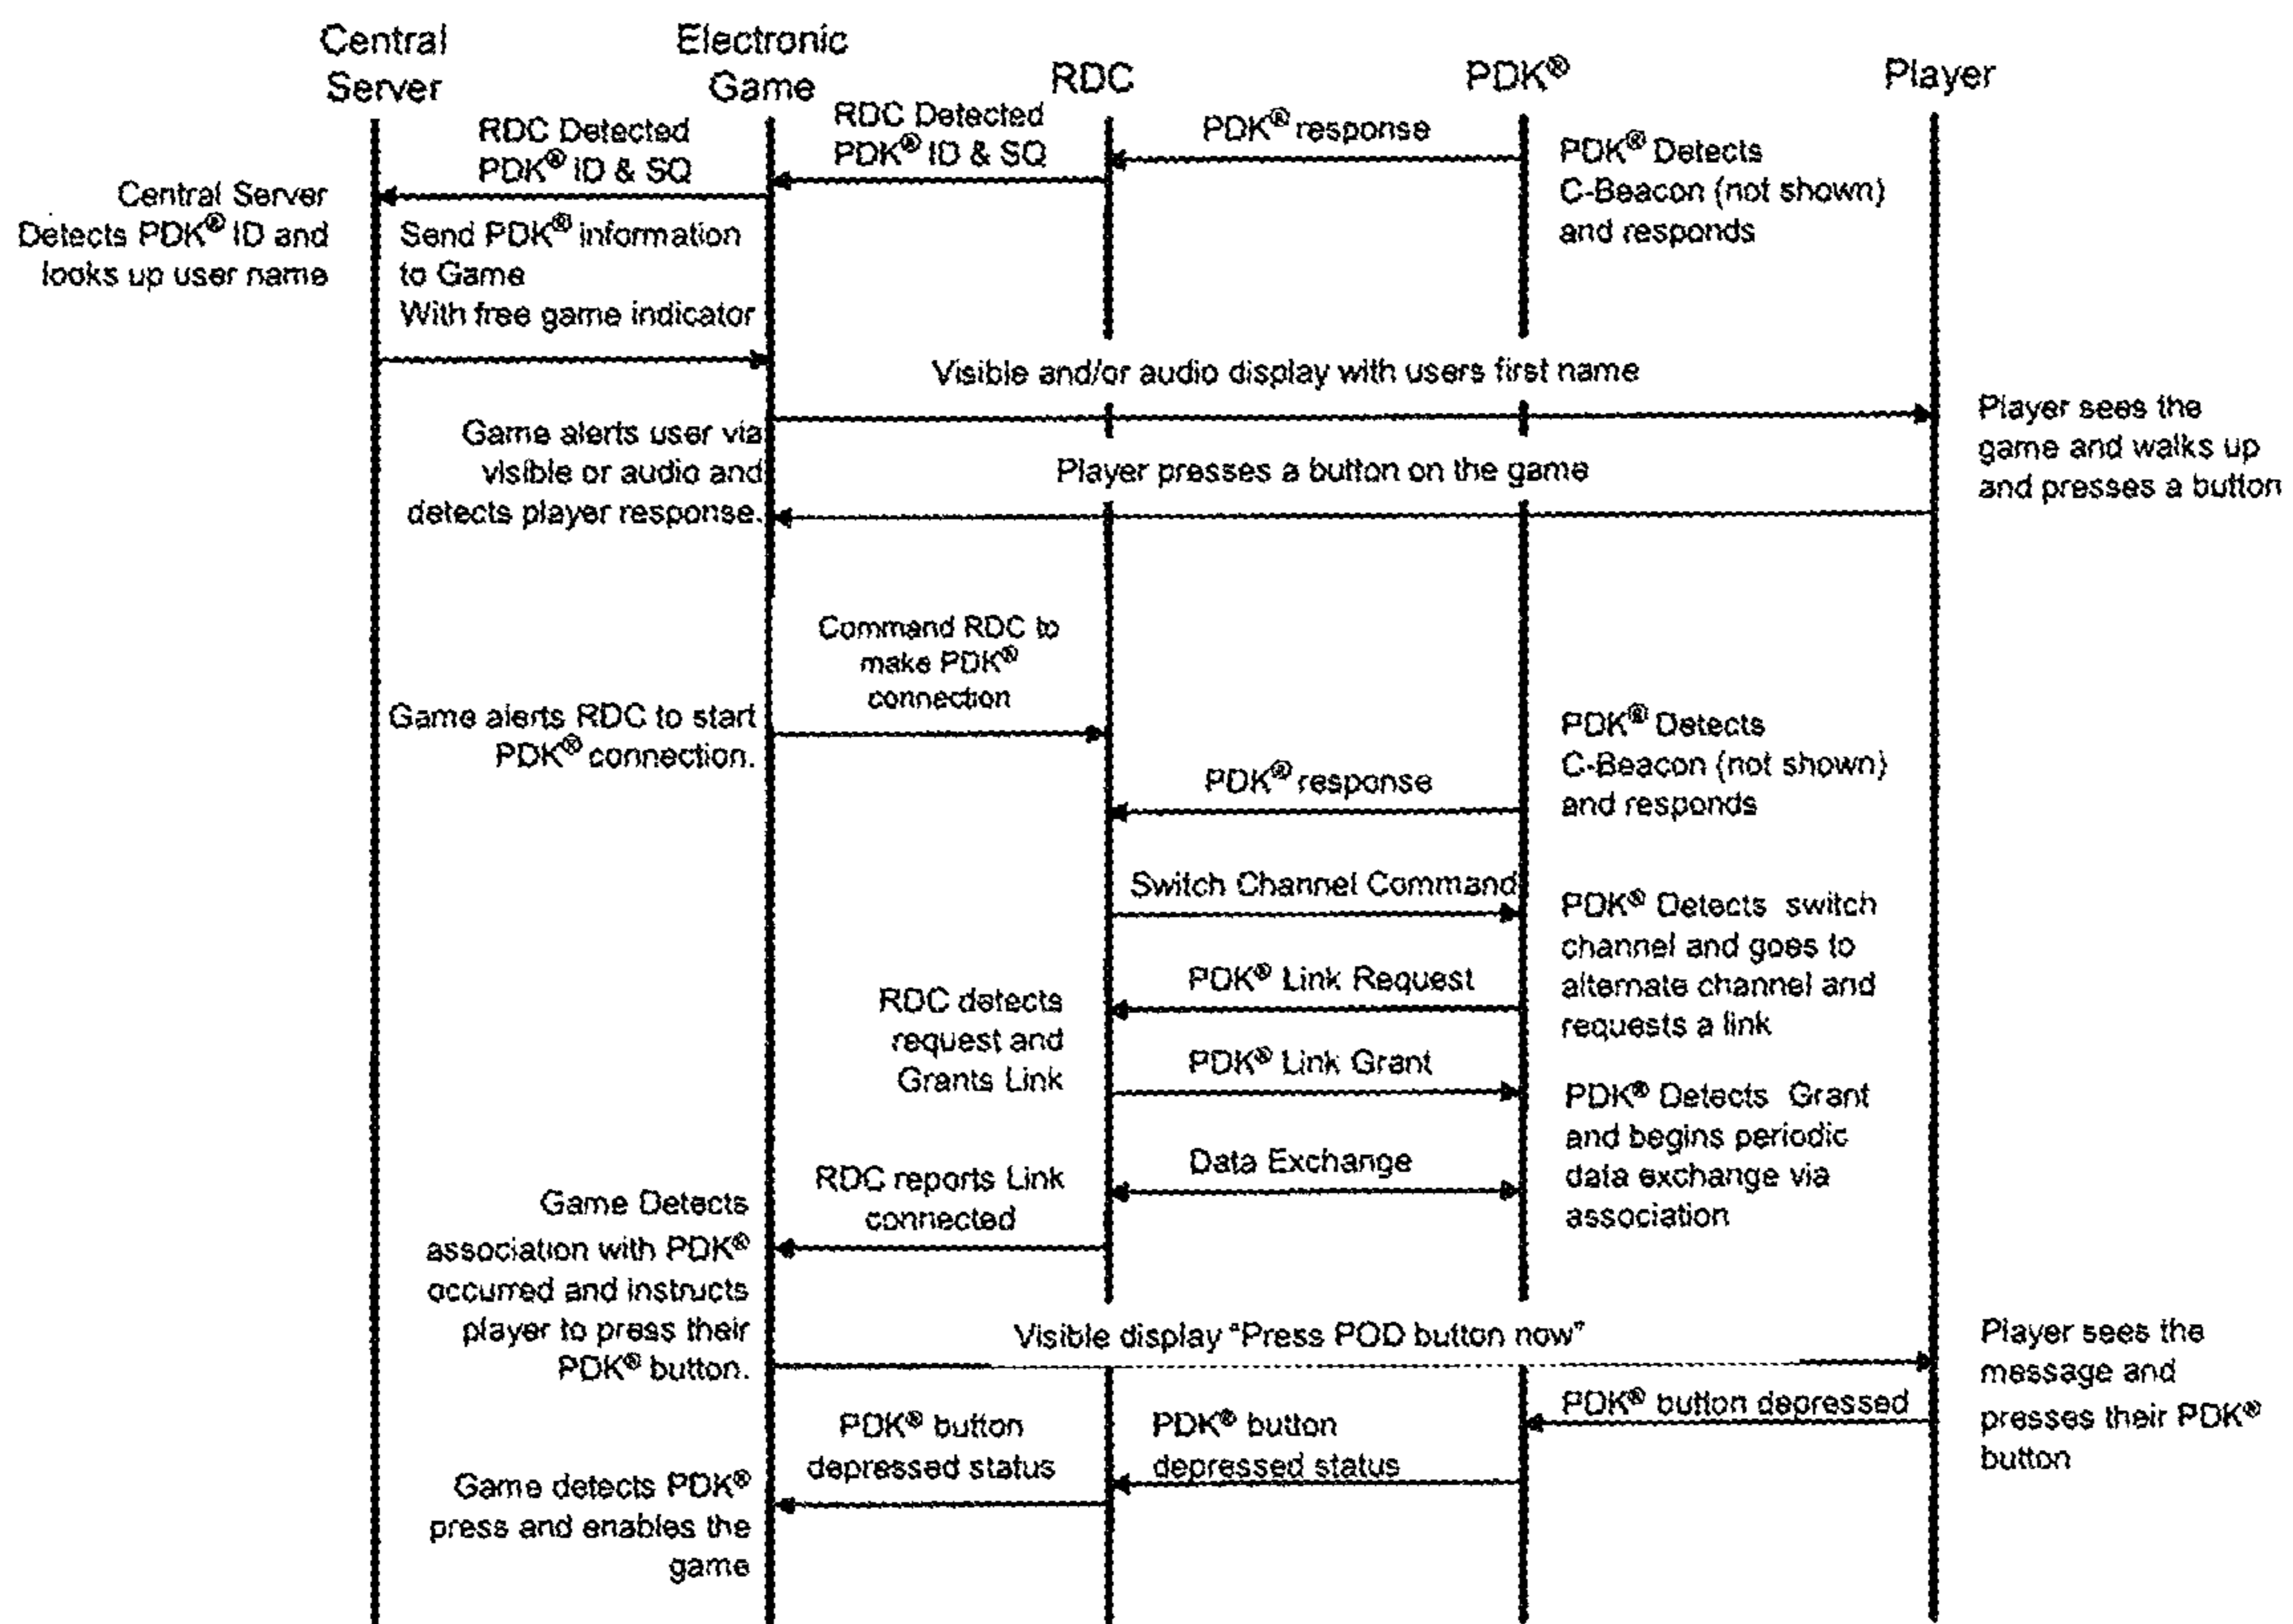 Central
Server
Electronic
Game
RDC
PDK®
Player
RDC Detected
PDK® ID & SQ
RDC Detected
PDK® ID & SQ
PDK® response
PDK® Detects
C-Beacon (not shown)
and responds
Central Server
Detects PDK® ID and
looks up user name
Send PDK® information
to Game
With free game indicator
Visible and/or audio display with users first name
Player sees the
game and walks up
and presses a button
Game alerts user via
visible or audio and
detects player response.
Player presses a button on the game
Command RDC to
make PDK®
connection
Game alerts RDC to start
PDK® connection.
PDK® Detects
C-Beacon (not shown)
and responds
PDK® response
Switch Channel Command
PDK® Detects switch
channel and goes to
alternate channel and
requests a link
PDK® Link Request
RDC detects
request and
Grants Link
PDK® Link Grant
PDK® Detects Grant
and begins periodic
data exchange via
association
Data Exchange
RDC reports Link
connected
Game Detects
association with PDK®
occurred and instructs
player to press their
PDK® button.
Visible display "Press POD button now"
Player sees the
message and
presses their PDK®
button
PDK® button depressed
PDK® button
depressed status
PDK® button
depressed status
Game detects PDK®
press and enables the
game